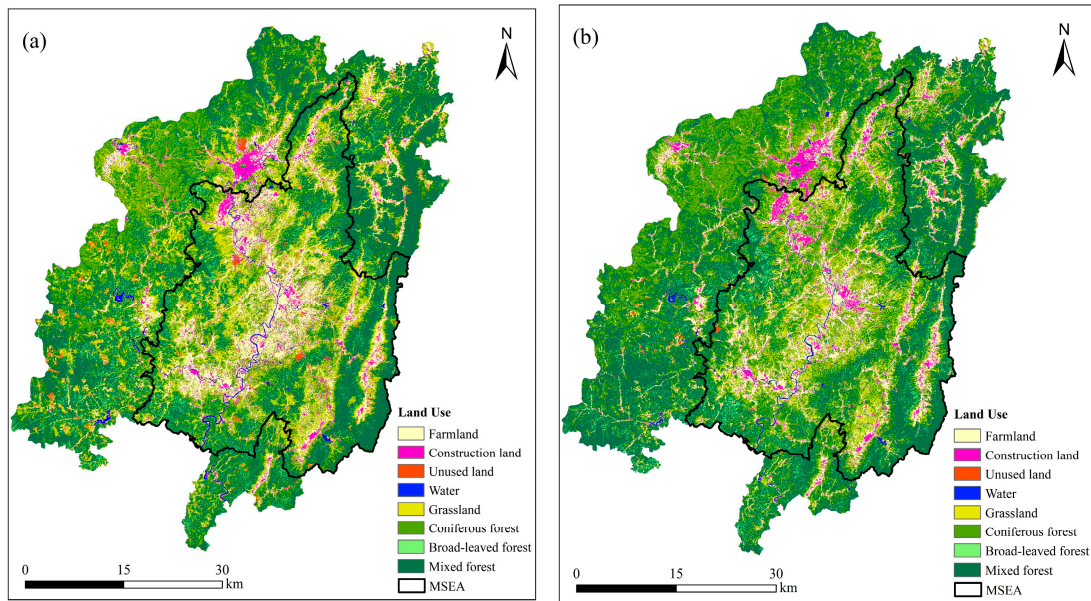 (a)
N
Land Use
Farmland
Construction land
Unused land
Water
Grassland
Coniferous forest
Broad-leaved forest
Mixed forest
MSEA
0 15 30
km
(b)
N
Land Use
Farmland
Construction land
Unused land
Water
Grassland
Coniferous forest
Broad-leaved forest
Mixed forest
MSEA
0 15 30
km